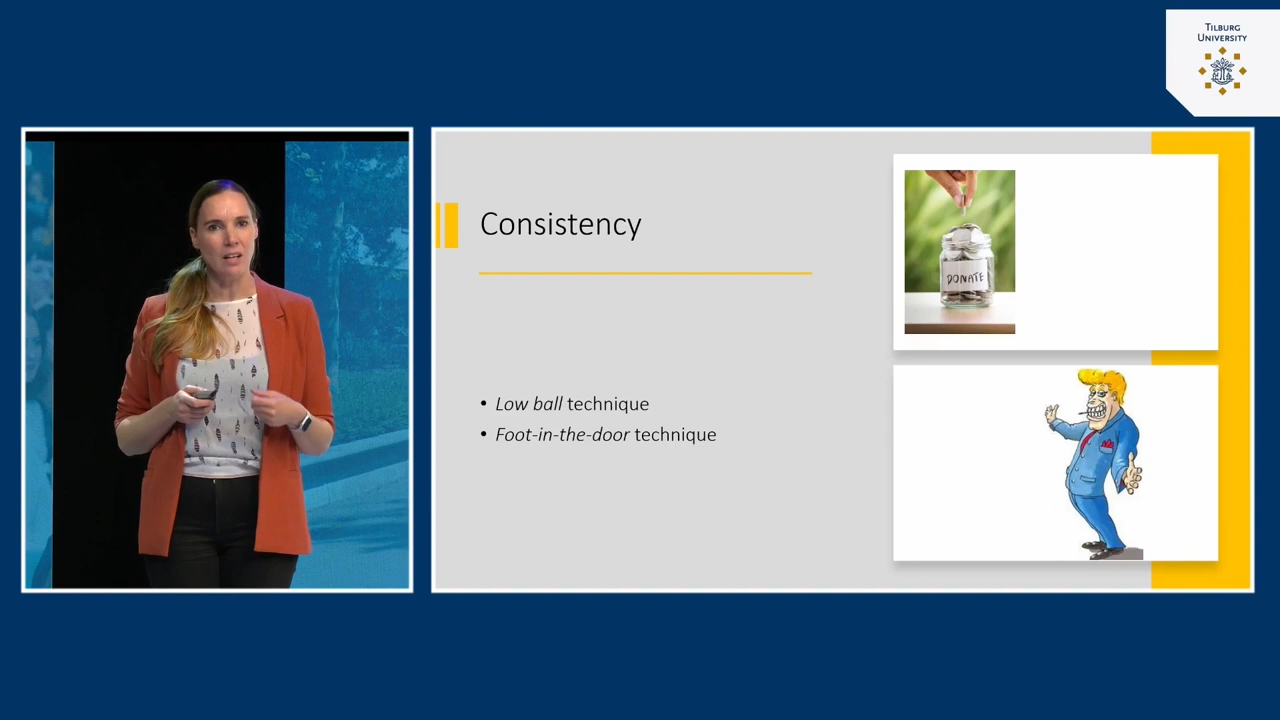 TILBURG
UNIVERSITY
Consistency
DONATE
• Low ball technique
• Foot-in-the-door technique